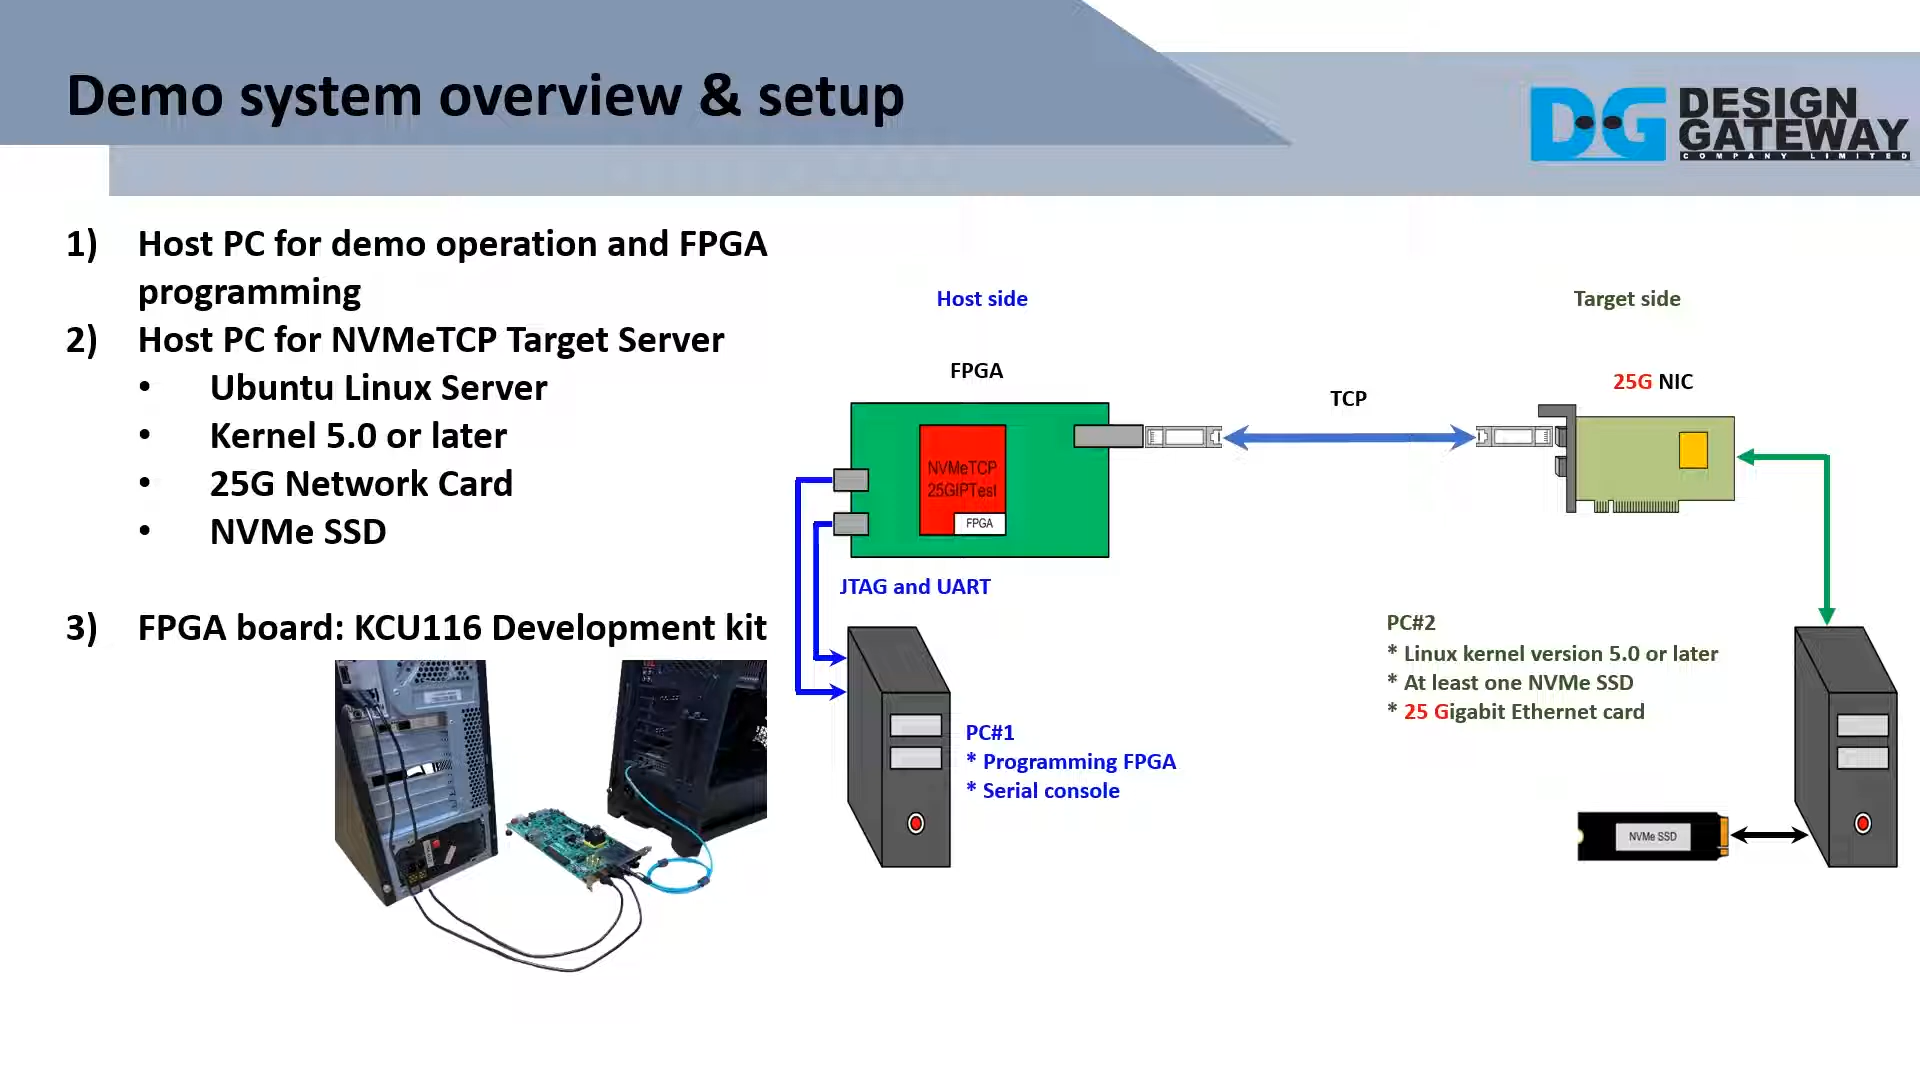 Demo system overview & setup
DG DESIGN
GATEWAY
COMPANY LIMITED
1) Host PC for demo operation and FPGA
programming
2) Host PC for NVMeTCP Target Server
• Ubuntu Linux Server
• Kernel 5.0 or later
• 25G Network Card
• NVMe SSD
3) FPGA board: KCU116 Development kit
Host side
Target side
FPGA
25G NIC
TCP
NVMeTCP
25GIPTest
FPGA
JTAG and UART
PC#1
* Programming FPGA
* Serial console
PC#2
* Linux kernel version 5.0 or later
* At least one NVMe SSD
* 25 Gigabit Ethernet card
NVMe SSD